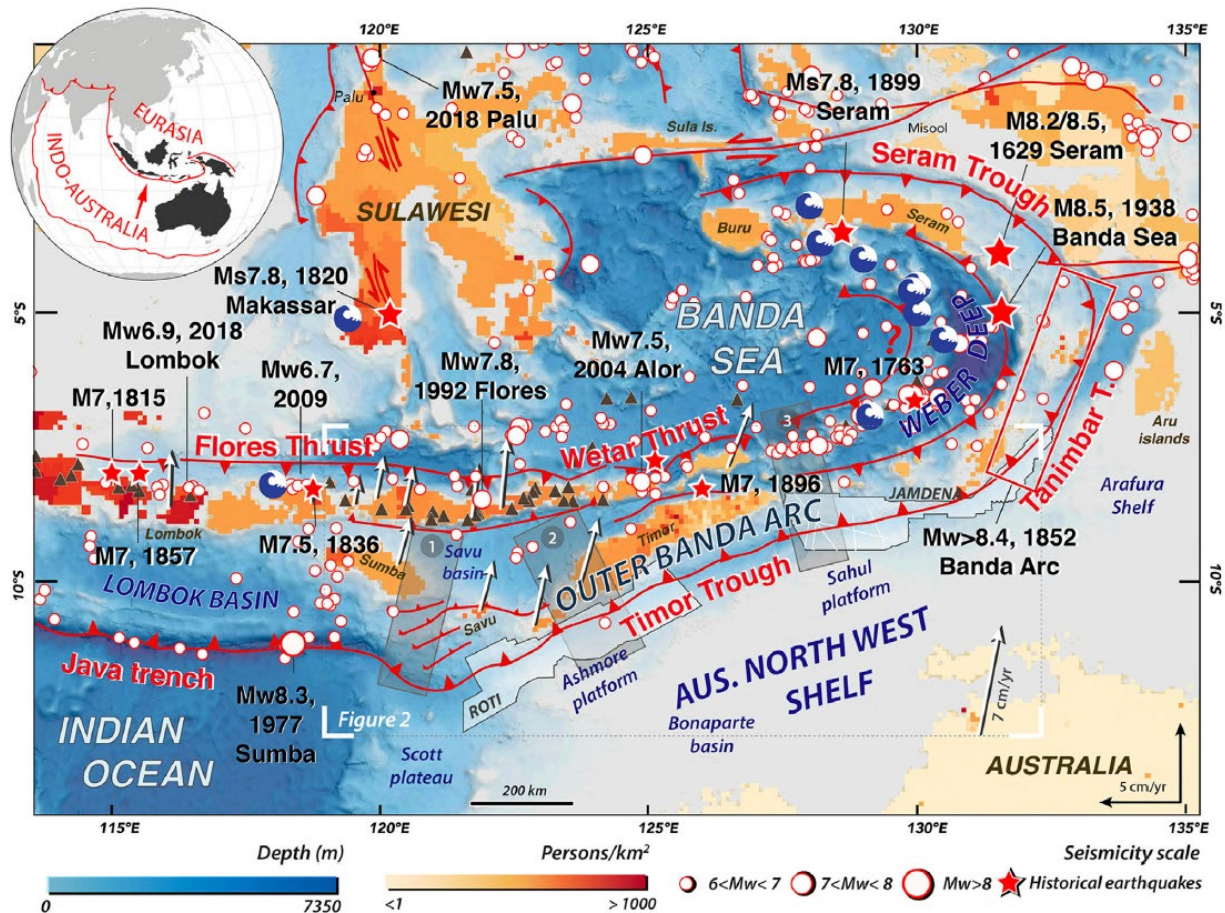 120°E
125°E
130°E
135°E
EURASIA
INDO-AUSTRALIA
Palu
Mw7.5,
2018 Palu
Ms7.8, 1899
Seram
Sula Is.
Misool
M8.2/8.5,
1629 Seram
Seram Trough
SULAWESI
Buru
Seram
M8.5, 1938
Banda Sea
Ms7.8, 1820
Makassar
5°S
5°S
BANDA
SEA
WEBER DEEP
?
Mw6.9, 2018
Lombok
Mw6.7,
2009
Mw7.8,
1992 Flores
Mw7.5,
2004 Alor
M7, 1763
M7,1815
Flores Thrust
Wetar Thrust
3
Tanimbar T.
Aru
islands
Arafura
Shelf
JAMDENA
M7, 1896
Lombok
M7, 1857
M7.5, 1836
Sumba
1
Savu
basin
2
Timor
OUTER BANDA ARC
Mw>8.4, 1852
Banda Arc
10°S
10°S
LOMBOK BASIN
Savu
Timor Trough
Sahul
platform
Java trench
Ashmore
platform
AUS. NORTH WEST
SHELF
ROTI
Mw8.3,
1977
Sumba
Figure 2
Bonaparte
basin
7 cm/yr
INDIAN
OCEAN
Scott
plateau
AUSTRALIA
5 cm/yr
200 km
115°E
120°E
125°E
130°E
135°E
Depth (m)
0
7350
Persons/km²
<1
>1000
Seismicity scale
6<Mw<7
7<Mw<8
Mw>8
Historical earthquakes